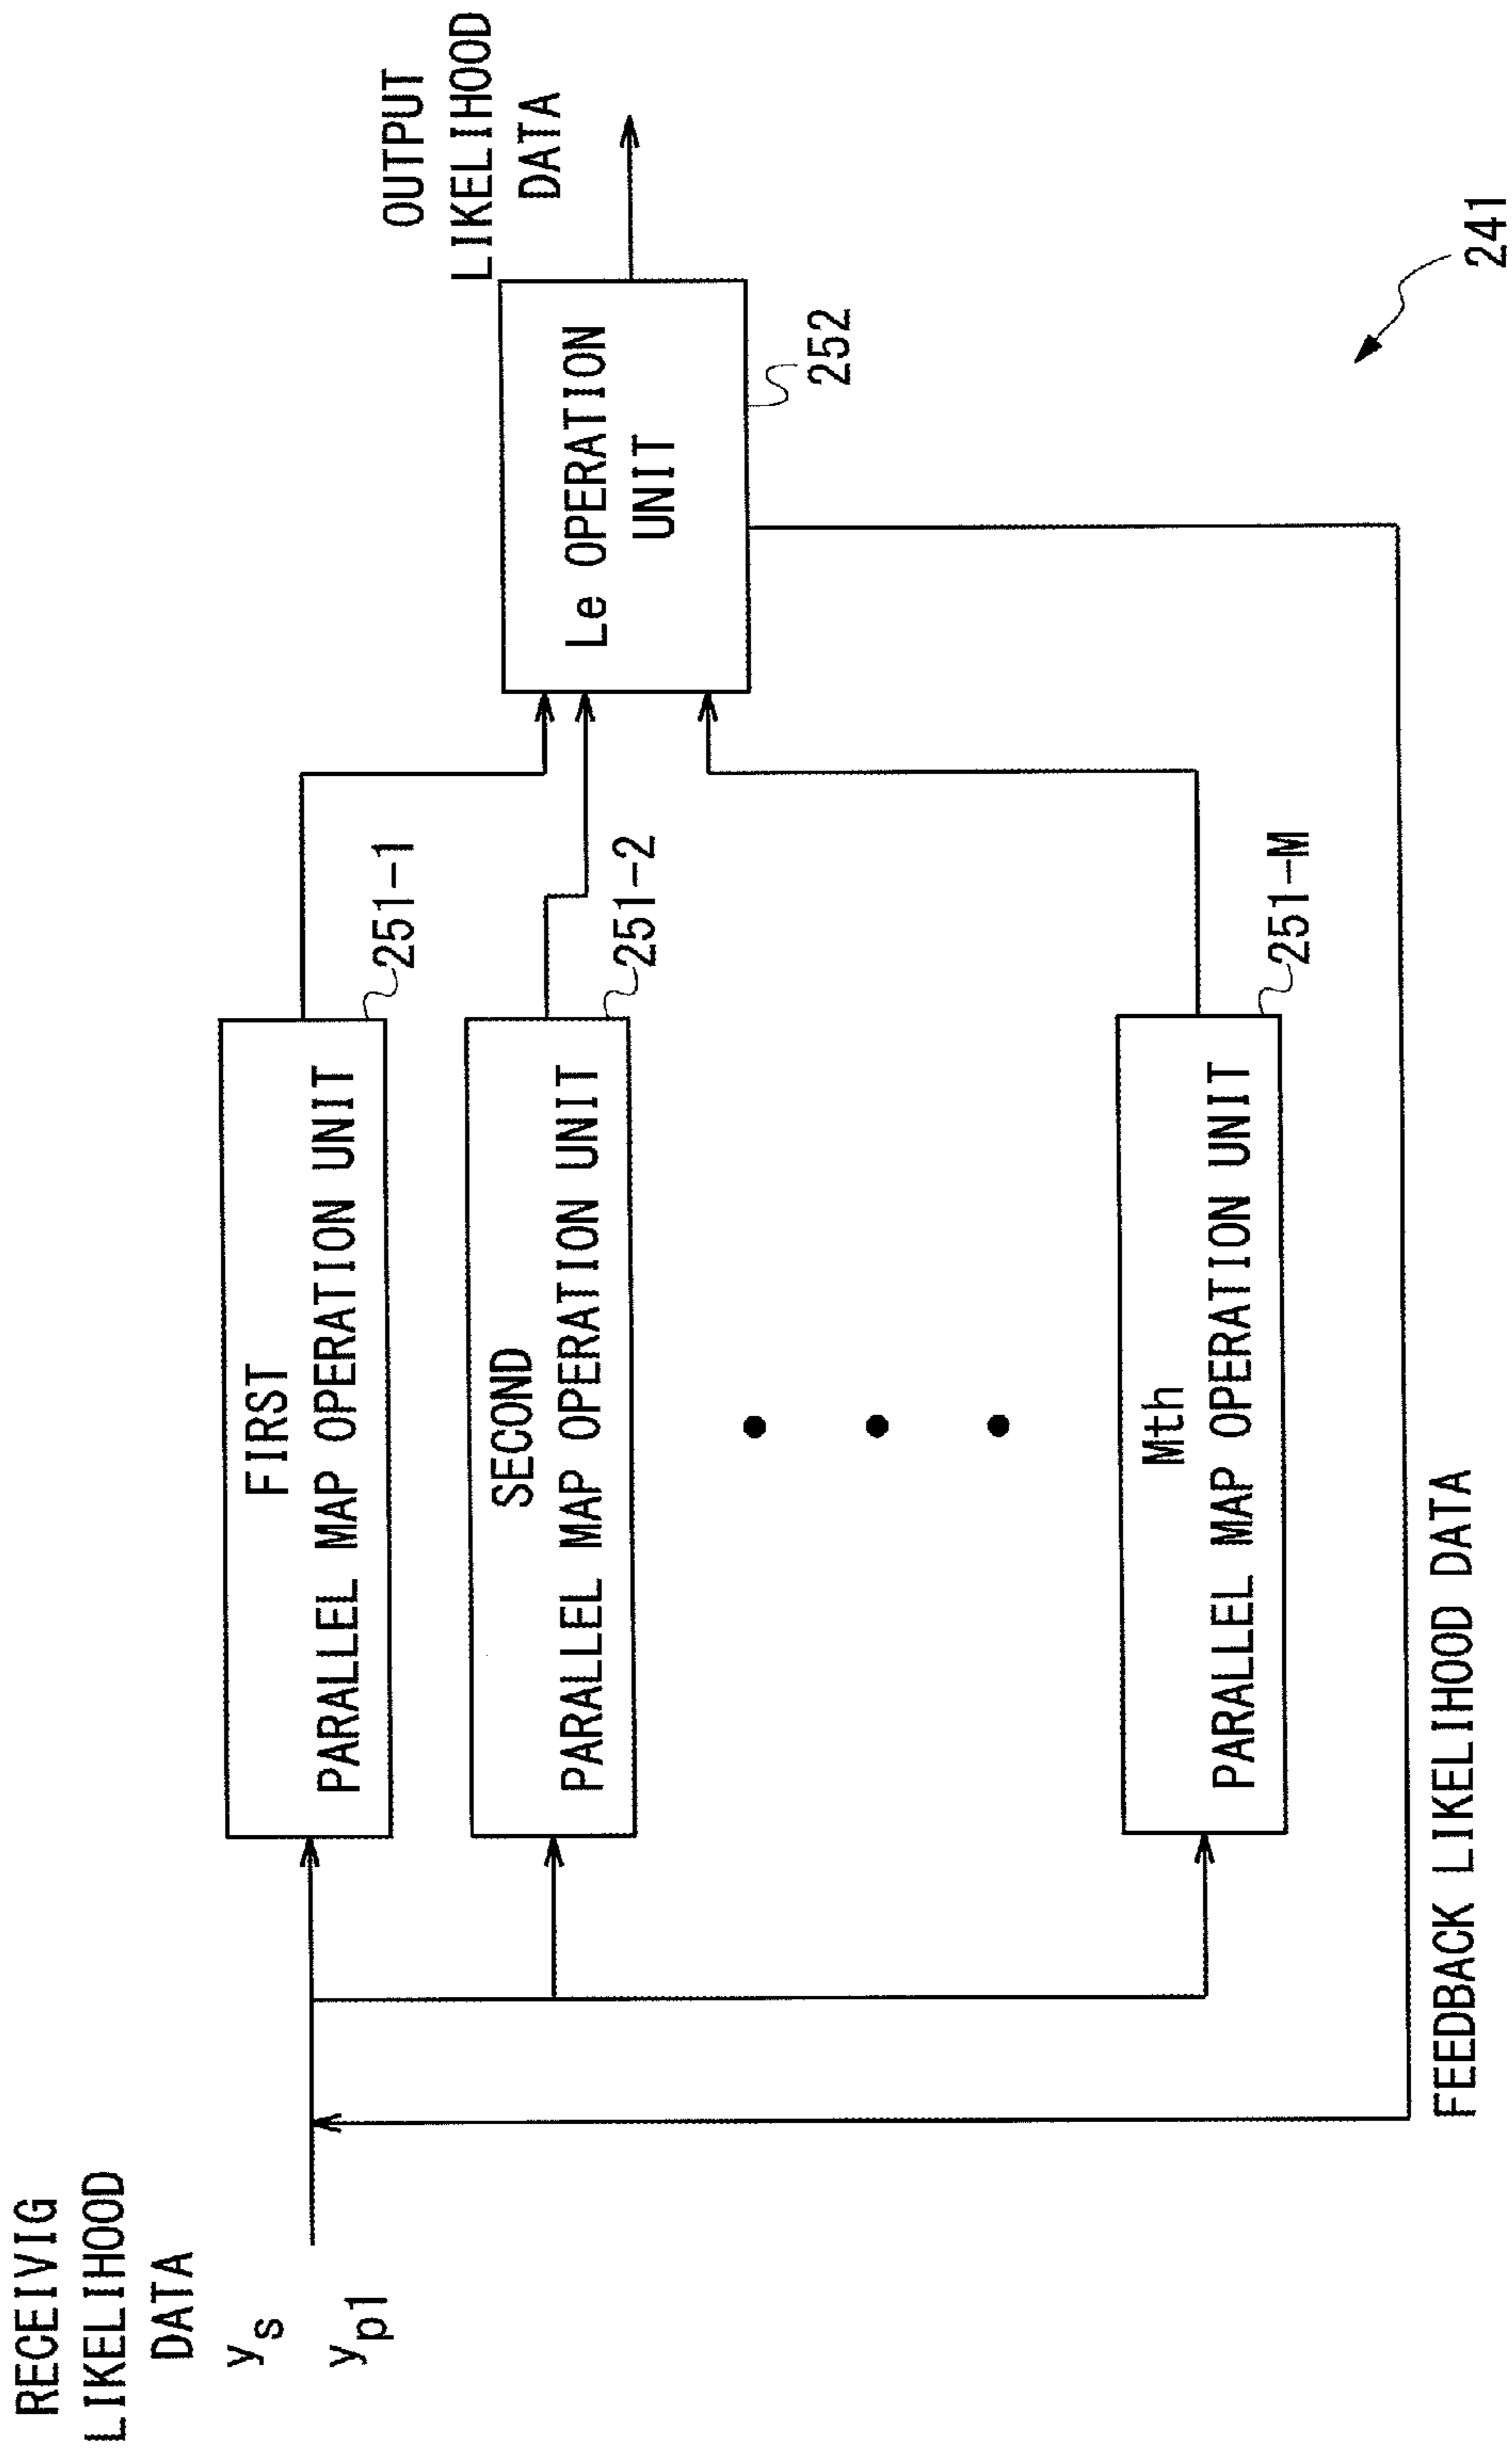 RECEIVIG
LIKELIHOOD
DATA
ys
yp1
FIRST
PARALLEL MAP OPERATION UNIT
251-1
SECOND
PARALLEL MAP OPERATION UNIT
251-2
Mth
PARALLEL MAP OPERATION UNIT
251-M
Le OPERATION
UNIT
252
OUTPUT
LIKELIHOOD
DATA
FEEDBACK LIKELIHOOD DATA
241